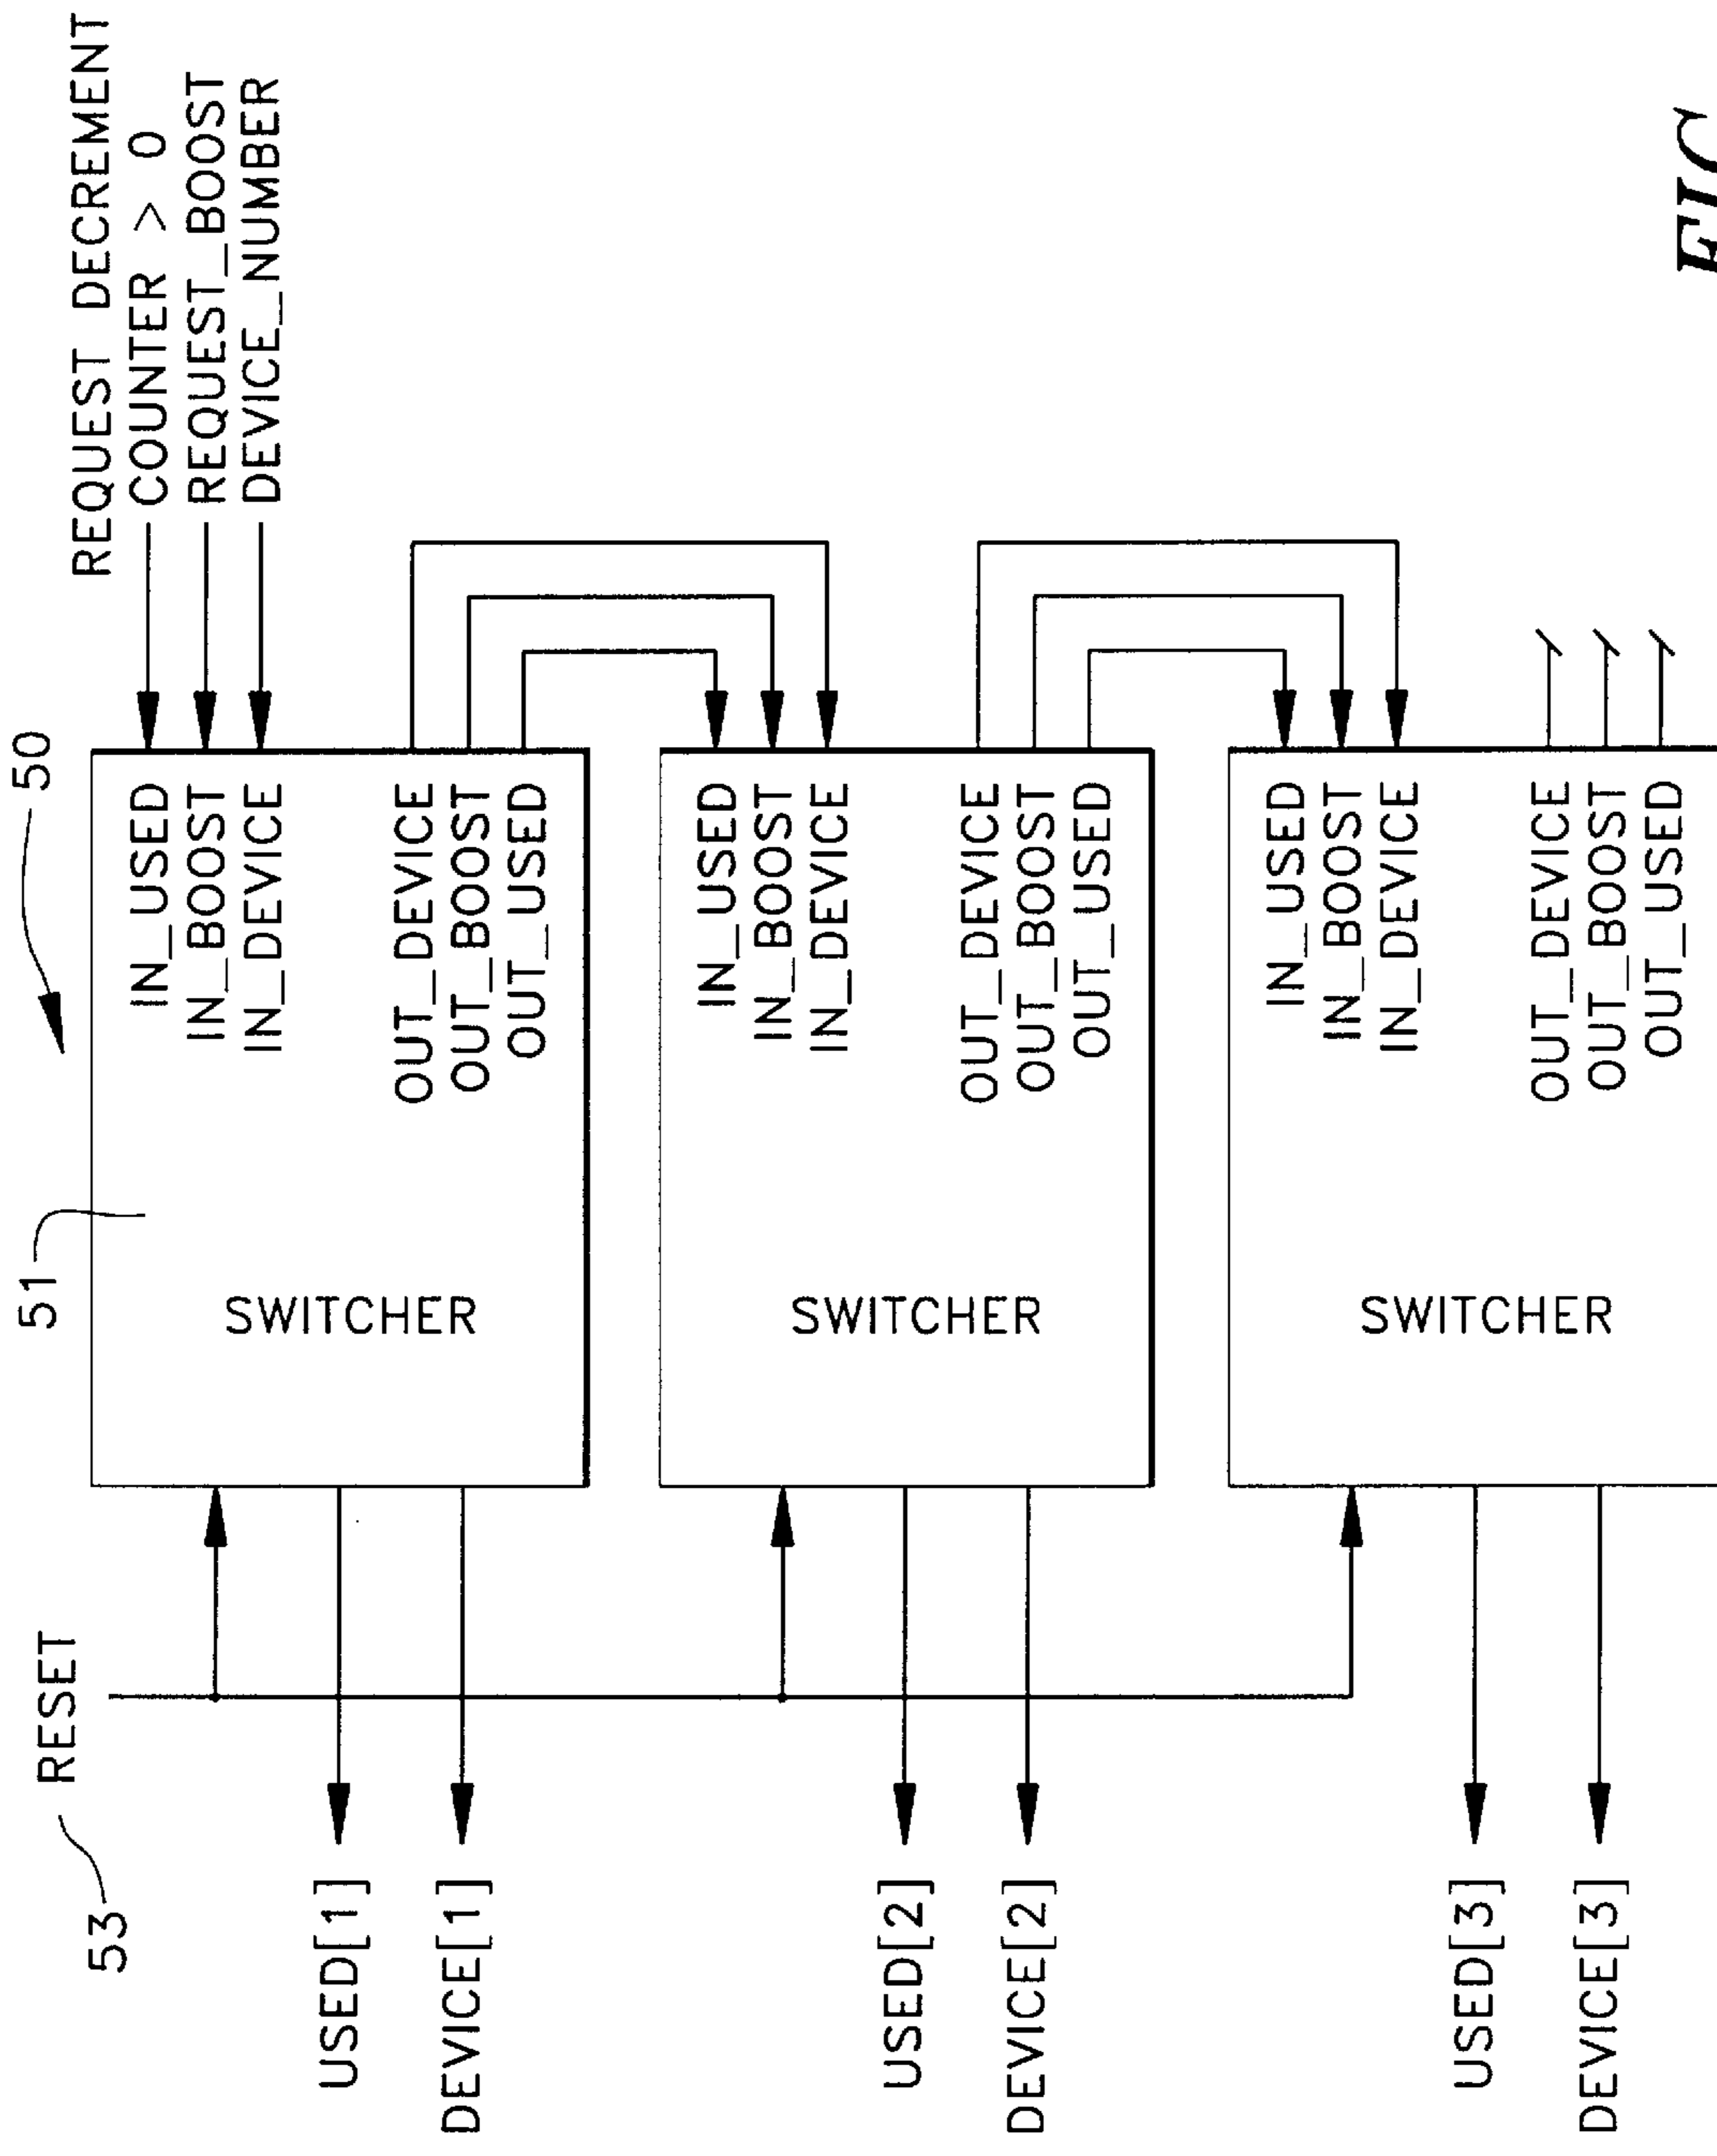 50
51
53
RESET
REQUEST DECREMENT
COUNTER > 0
REQUEST_BOOST
DEVICE_NUMBER
IN_USED
IN_BOOST
IN_DEVICE
OUT_DEVICE
OUT_BOOST
OUT_USED
SWITCHER
USED[1]
DEVICE[1]
IN_USED
IN_BOOST
IN_DEVICE
OUT_DEVICE
OUT_BOOST
OUT_USED
SWITCHER
USED[2]
DEVICE[2]
IN_USED
IN_BOOST
IN_DEVICE
OUT_DEVICE
OUT_BOOST
OUT_USED
SWITCHER
USED[3]
DEVICE[3]